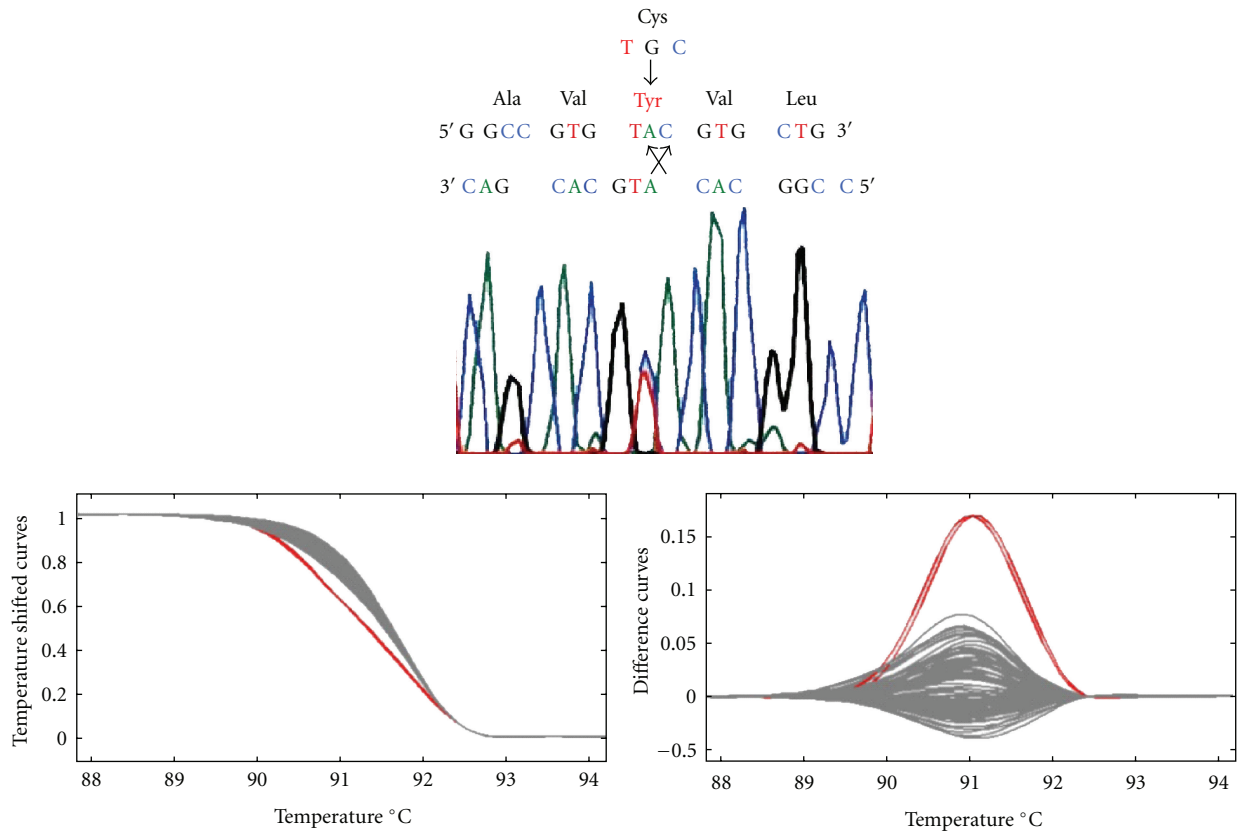 Cys
T G C
Ala Val Tyr Val Leu
5′ G GCC GTG TAC GTG CTG 3′
3′ CAG CACGTA CAC GGC C 5′
Temperature shifted curves
1
0.8
0.6
0.4
0.2
0
88 89 90 91 92 93 94
Temperature °C
Difference curves
0.15
0.1
0.05
0
−0.5
88 89 90 91 92 93 94
Temperature °C